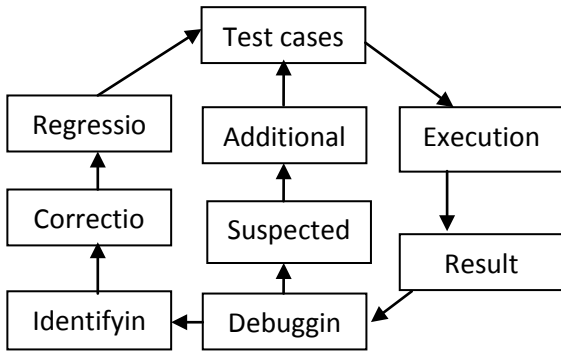 Test cases
Regressio
Additional
Execution
Correctio
Suspected
Result
Identifyin
Debuggin